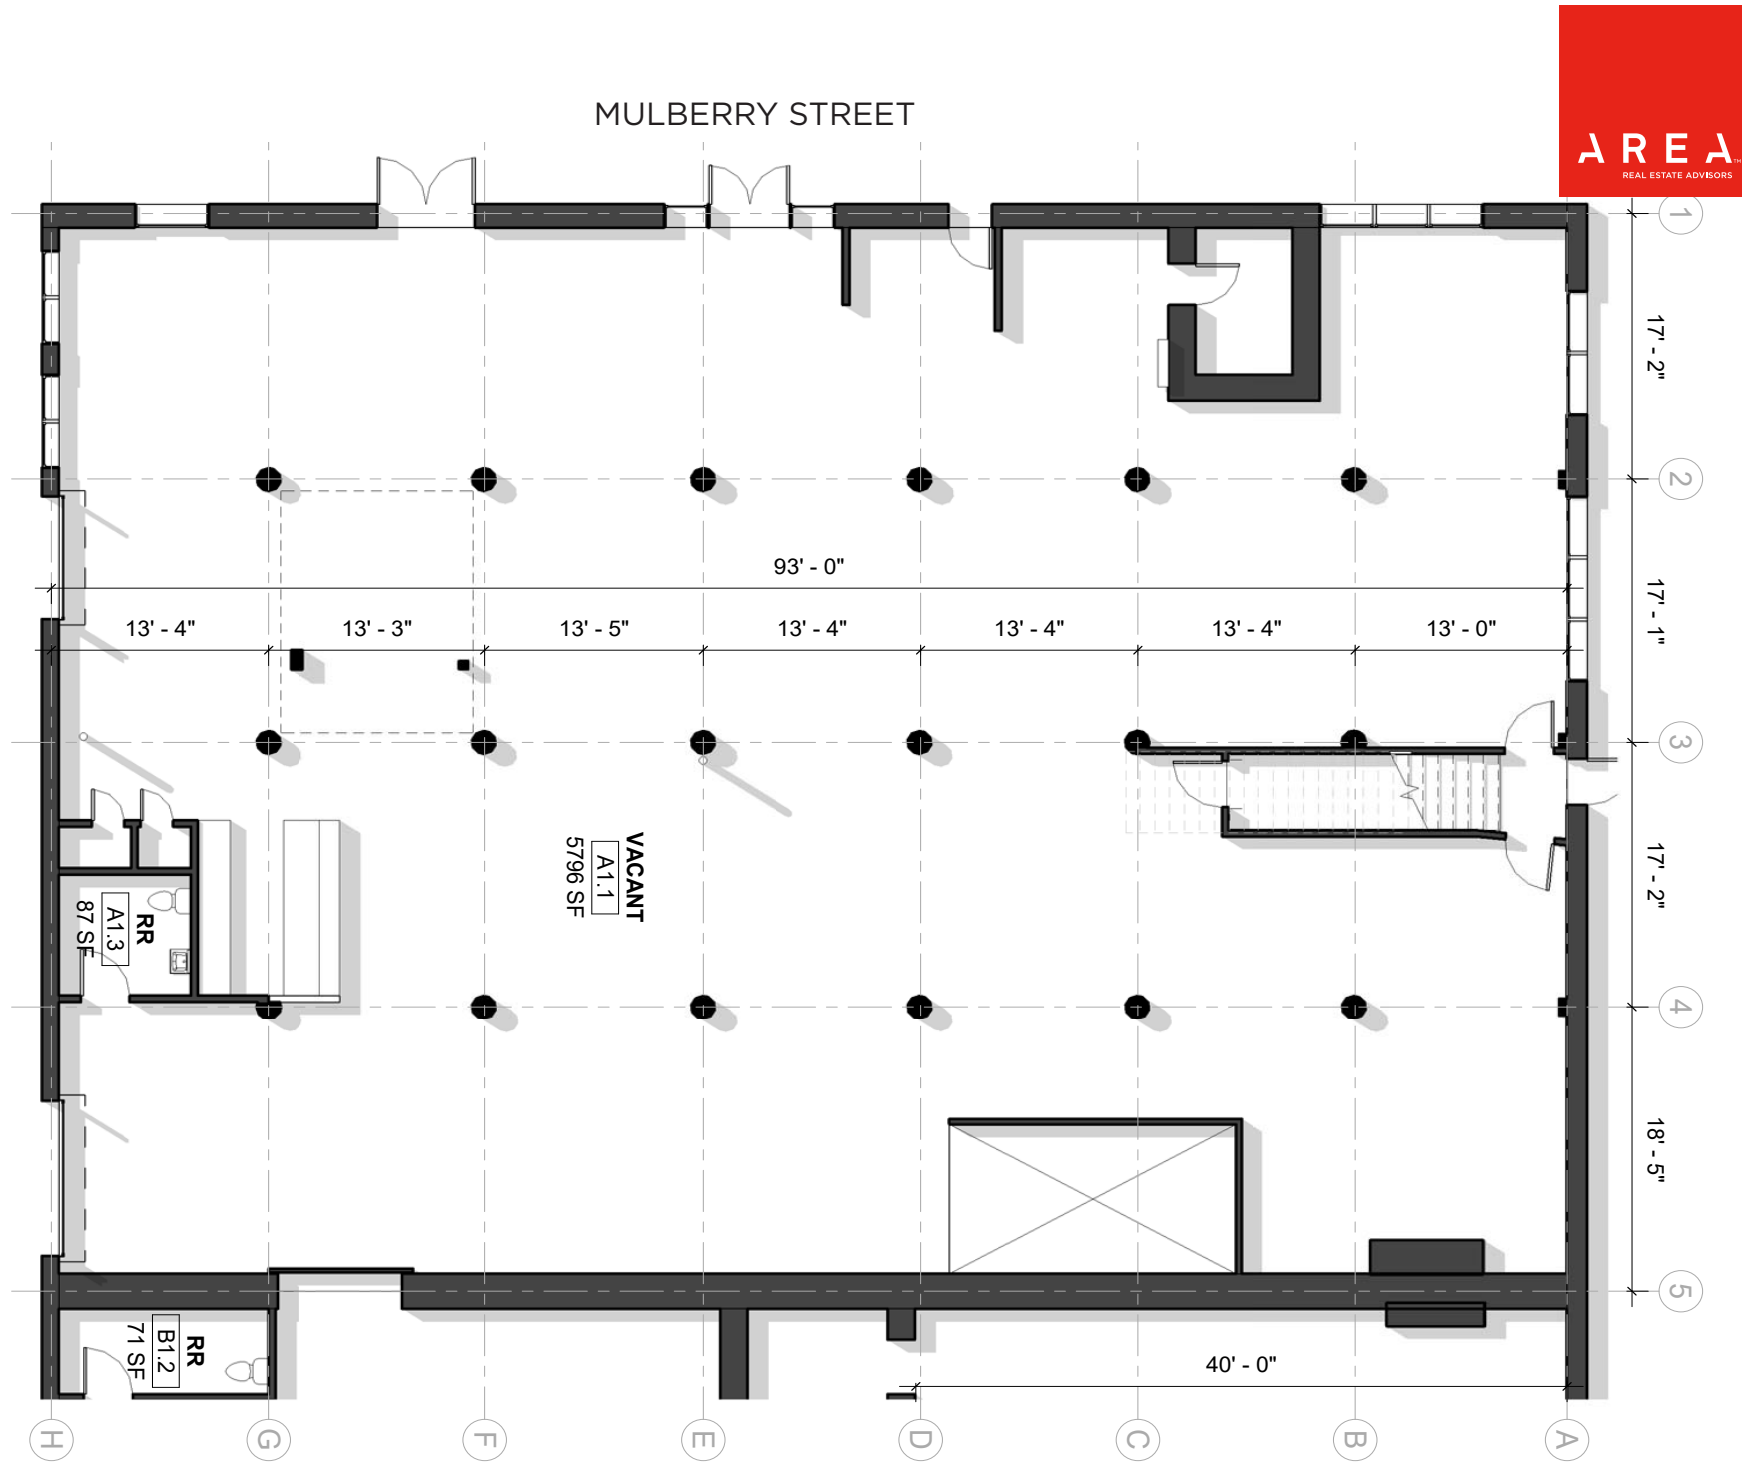 MULBERRY STREET
AREA™
REAL ESTATE ADVISORS
1
17' - 2"
2
93' - 0"
13' - 4"
13' - 3"
13' - 5"
13' - 4"
13' - 4"
13' - 4"
13' - 0"
17' - 1"
3
VACANT
A1.1
5796 SF
17' - 2"
RR
A1.3
87 SF
4
18' - 5"
5
RR
B1.2
71 SF
40' - 0"
H
G
F
E
D
C
B
A